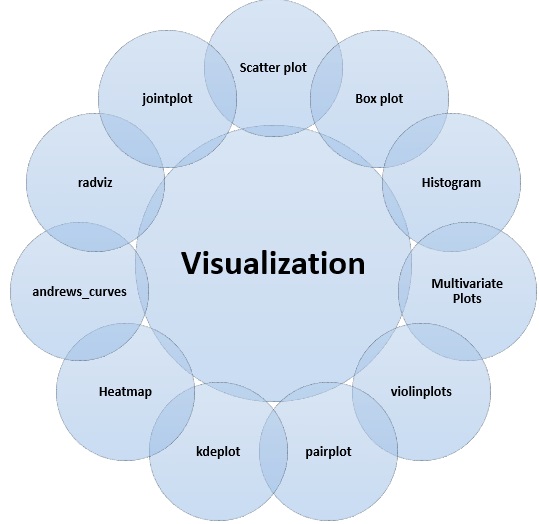 Scatter plot
jointplot
Box plot
radviz
Histogram
Visualization
andrews_curves
Multivariate
Plots
Heatmap
violinplots
kdeplot
pairplot